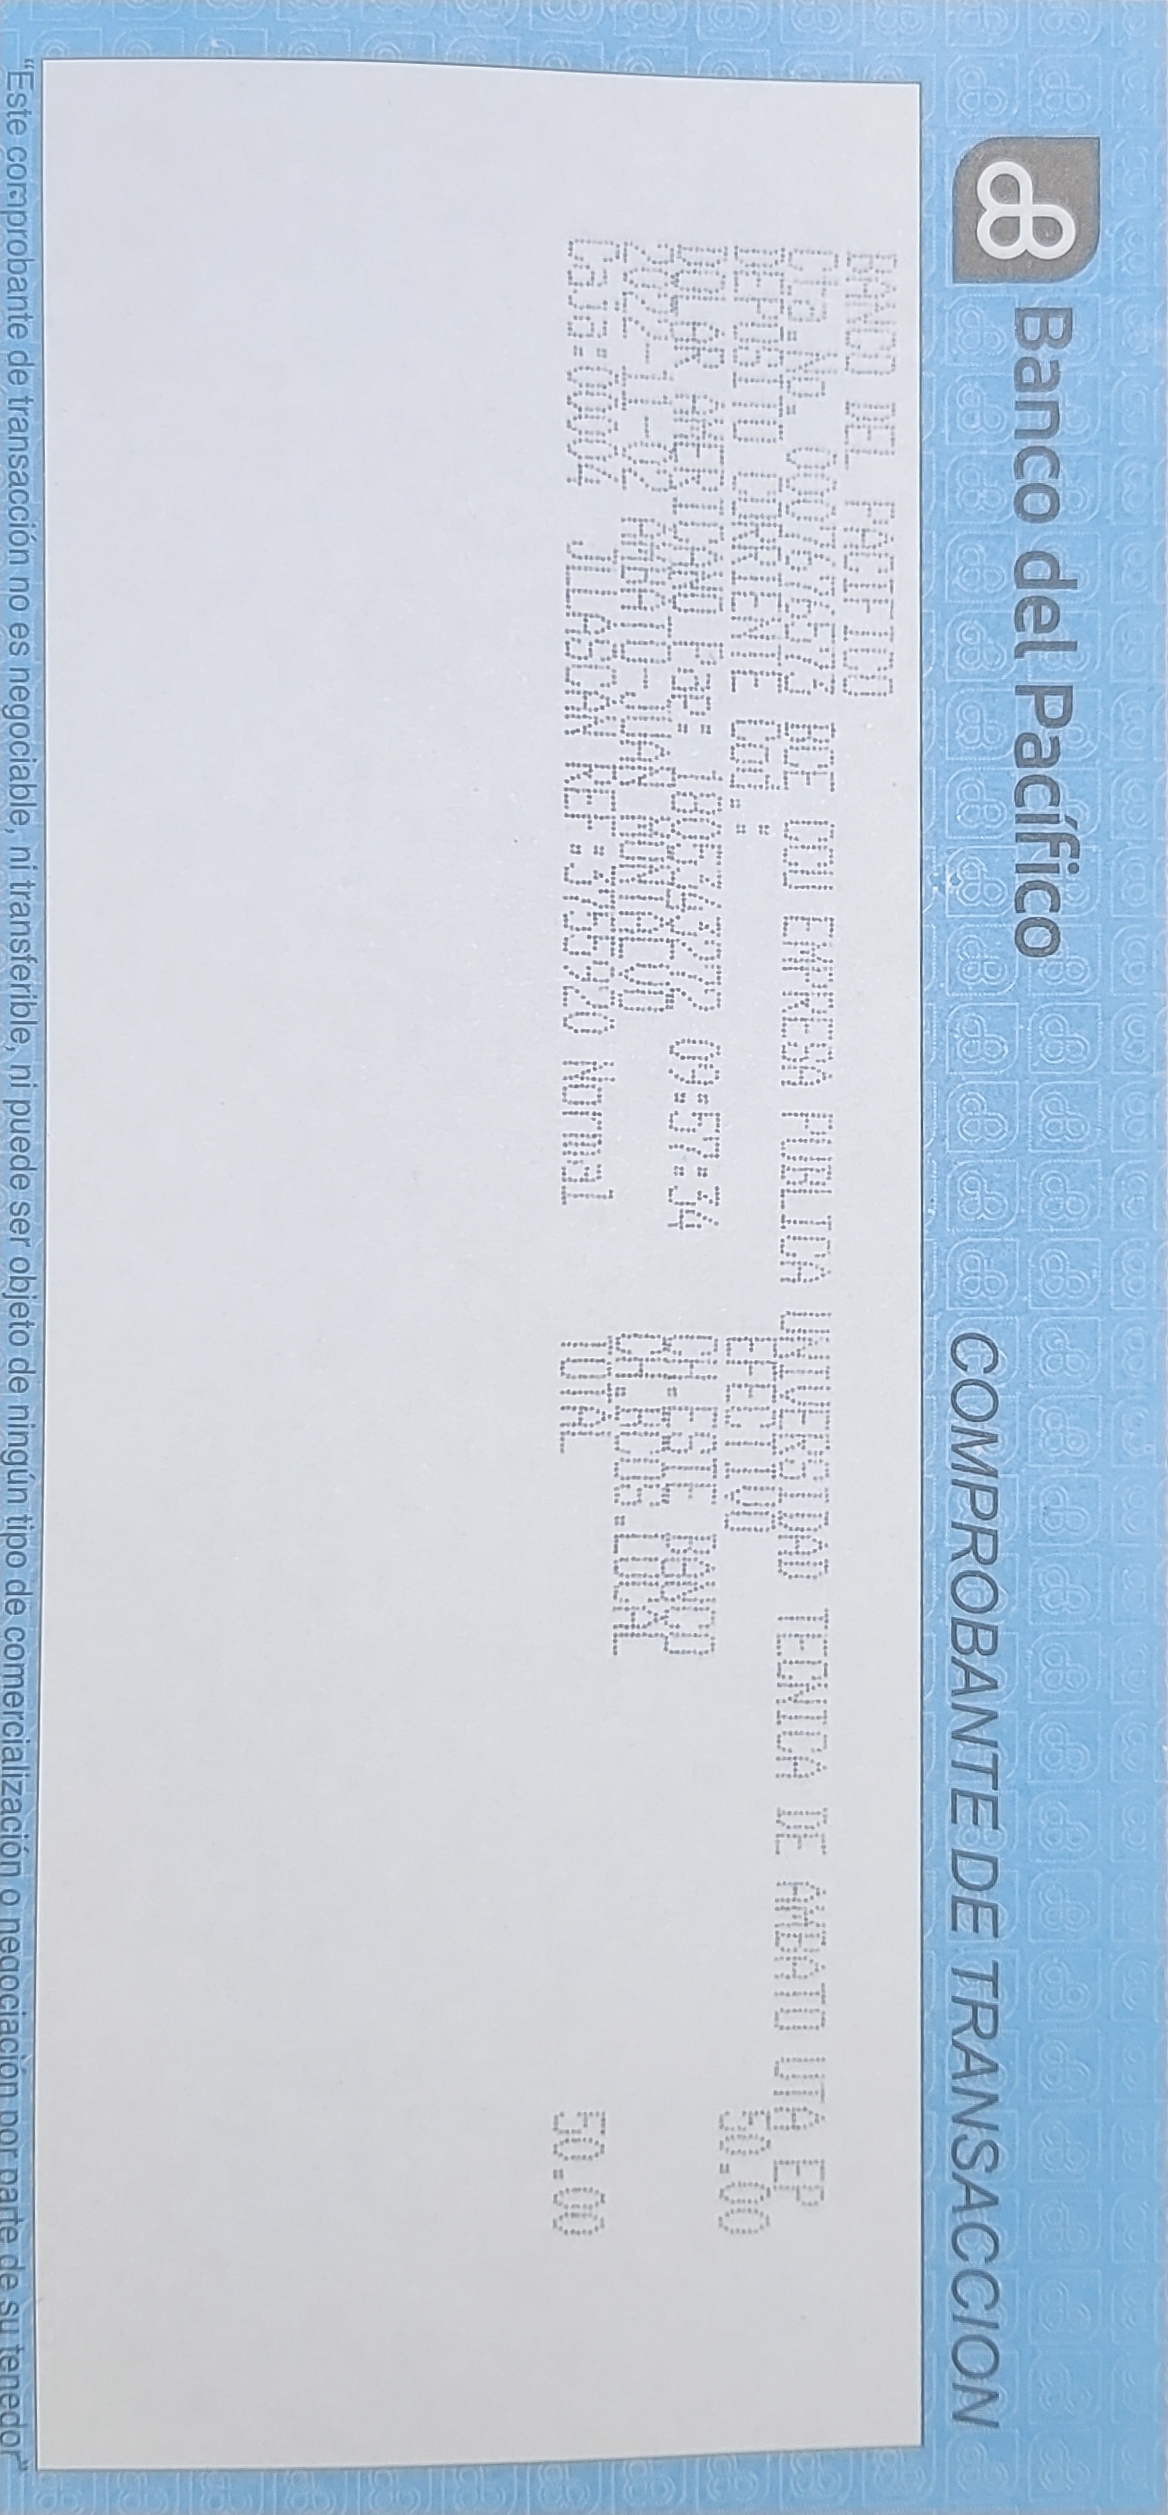 Banco del Pacífico
COMPROBANTE DE TRANSACCION
BANCO DEL PACIFICO
Cta.No. BCE COOU EMPRESA PUBLICA UNIVERSIDAD TECNICA DE AMBATO UTA EP
DEPOSITO CORRIENTE Cod.: EFECTIVO 50.00
DOLAR AMERICANO Por: CH.ESTE BANCO
2022-11-02 09:57:34
AMBATO-JUAN MONTALVO CH.BCOS.LOCAL
Caja:00004 JLLASCAN REF:3755920 Normal TOTAL 50.00
“Este comprobante de transacción no es negociable, ni transferible, ni puede ser objeto de ningún tipo de comercialización o negociación por parte de su tenedor”